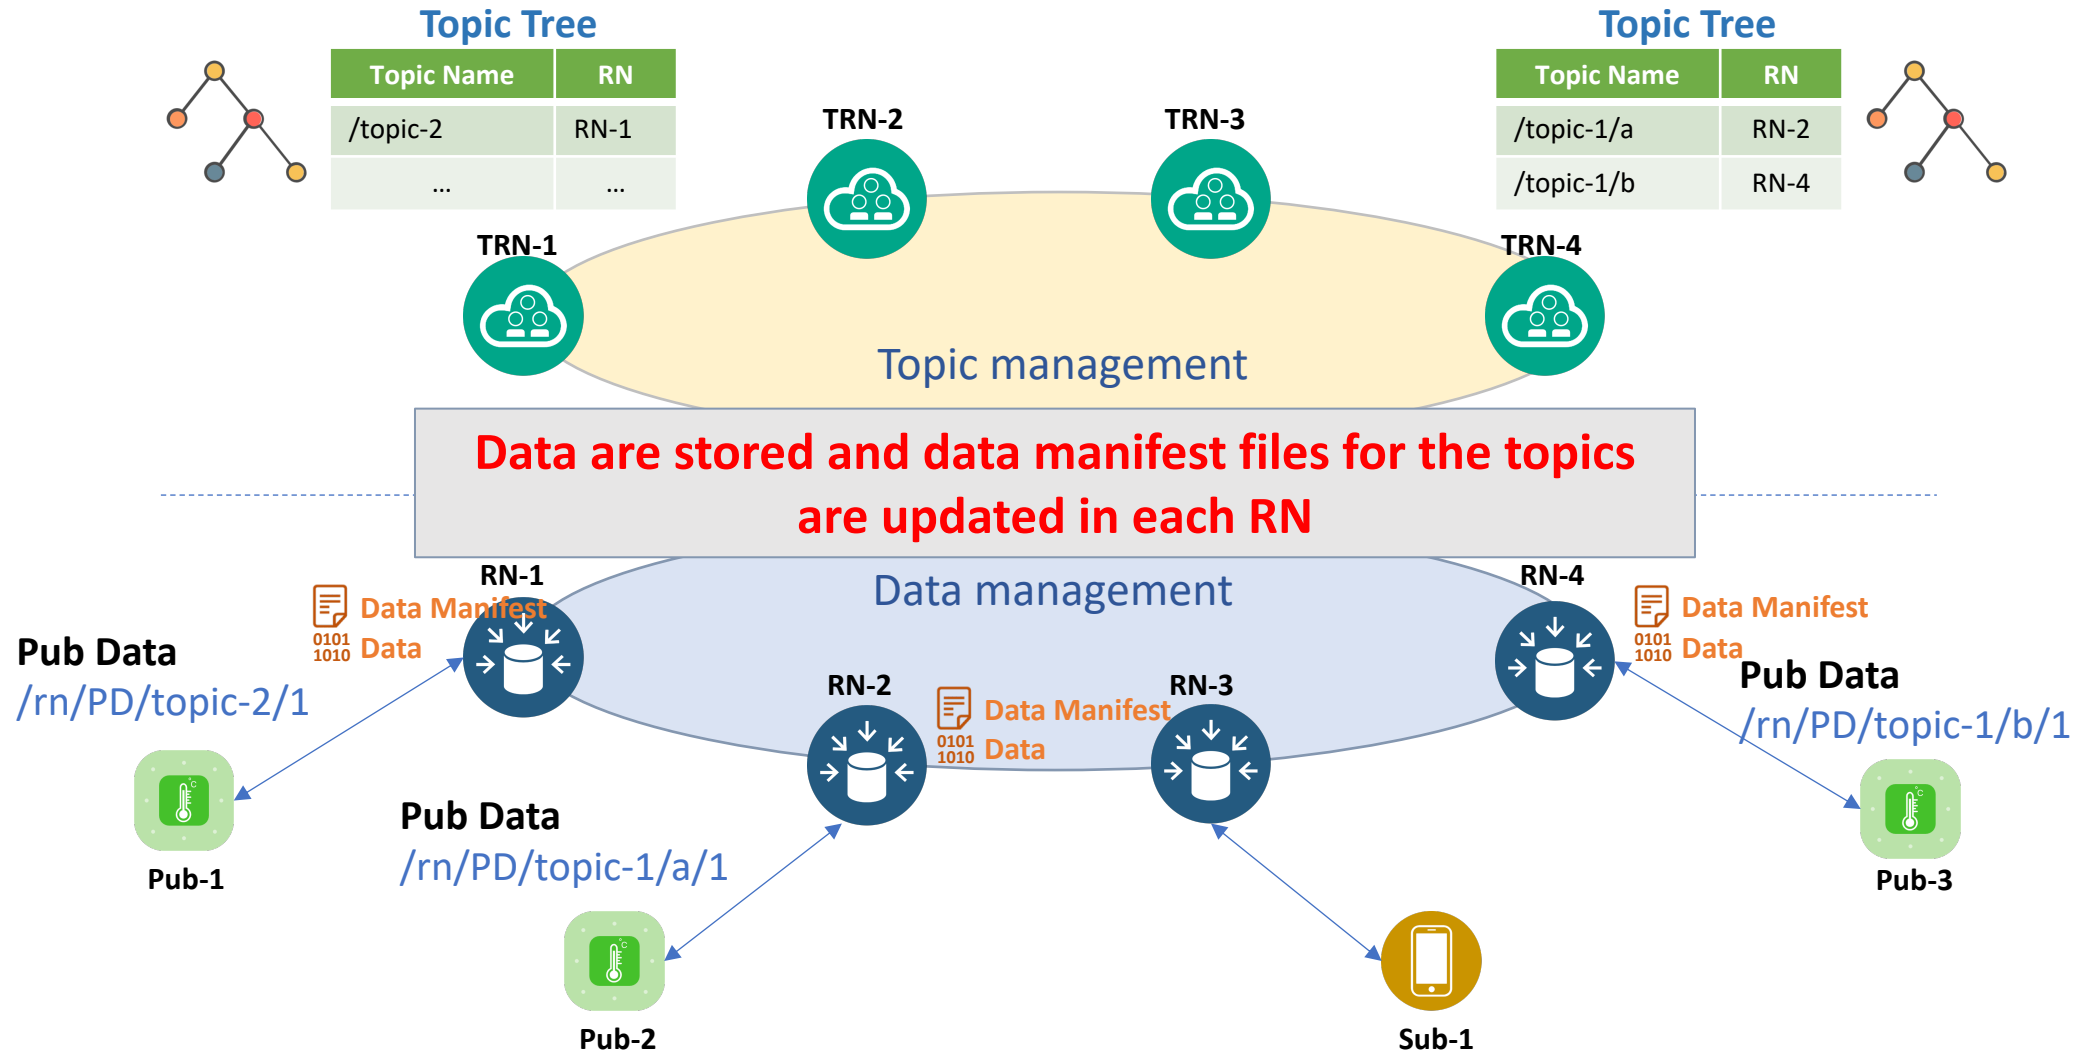 Topic Tree
Topic Name RN
/topic-2 RN-1
... ...
Topic Tree
Topic Name RN
/topic-1/a RN-2
/topic-1/b RN-4
TRN-1
TRN-2
TRN-3
TRN-4
Topic management
Data are stored and data manifest files for the topics
are updated in each RN
Data management
RN-1
Data Manifest
0101
1010 Data
RN-2
Data Manifest
0101
1010 Data
RN-3
RN-4
Data Manifest
0101
1010 Data
Pub Data
/rn/PD/topic-2/1
°C
Pub-1
Pub Data
/rn/PD/topic-1/a/1
°C
Pub-2
Sub-1
Pub Data
/rn/PD/topic-1/b/1
°C
Pub-3